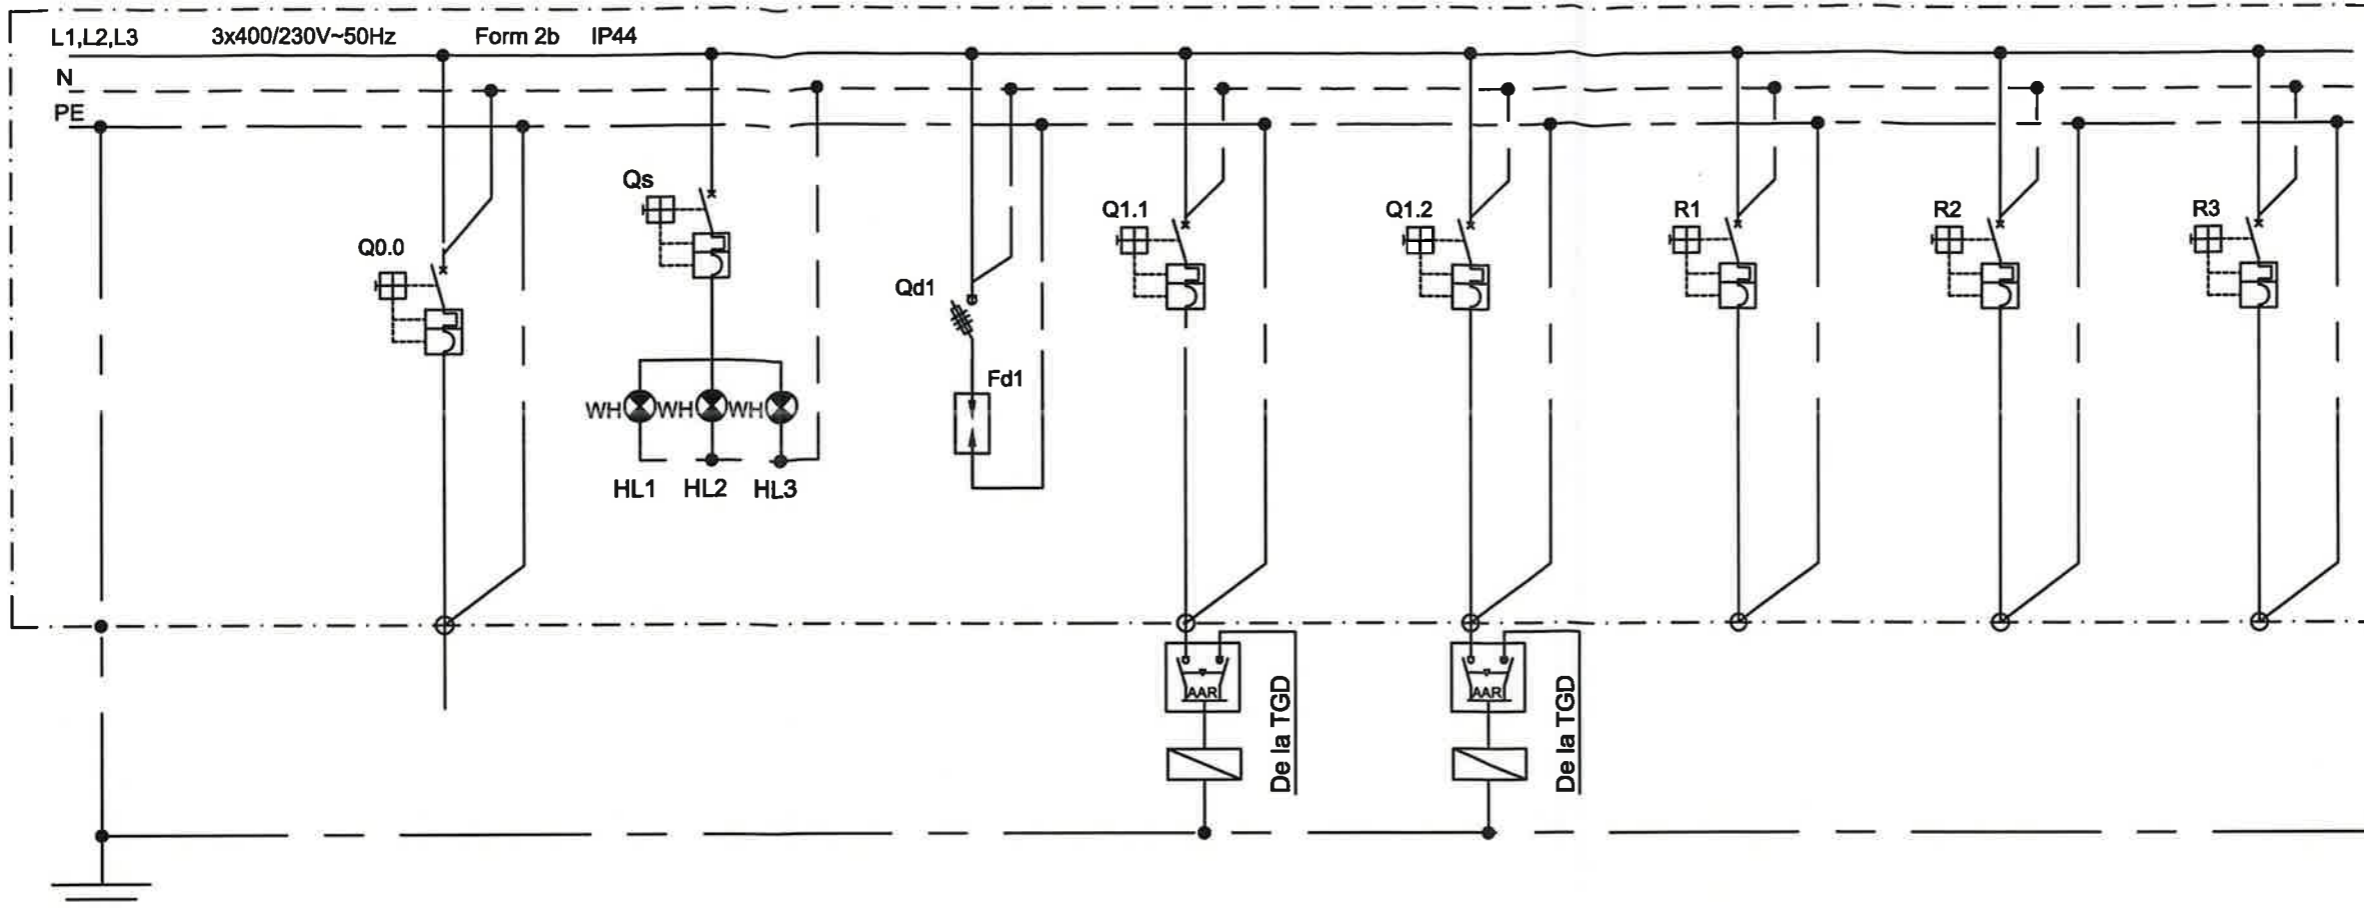 L1,L2,L3 3x400/230V~50Hz Form 2b IP44
N
PE
Qs
Q0.0
Qd1
Fd1
Q1.1
Q1.2
R1
R2
R3
WH WH WH
HL1 HL2 HL3
AAR
De la TGD
AAR
De la TGD